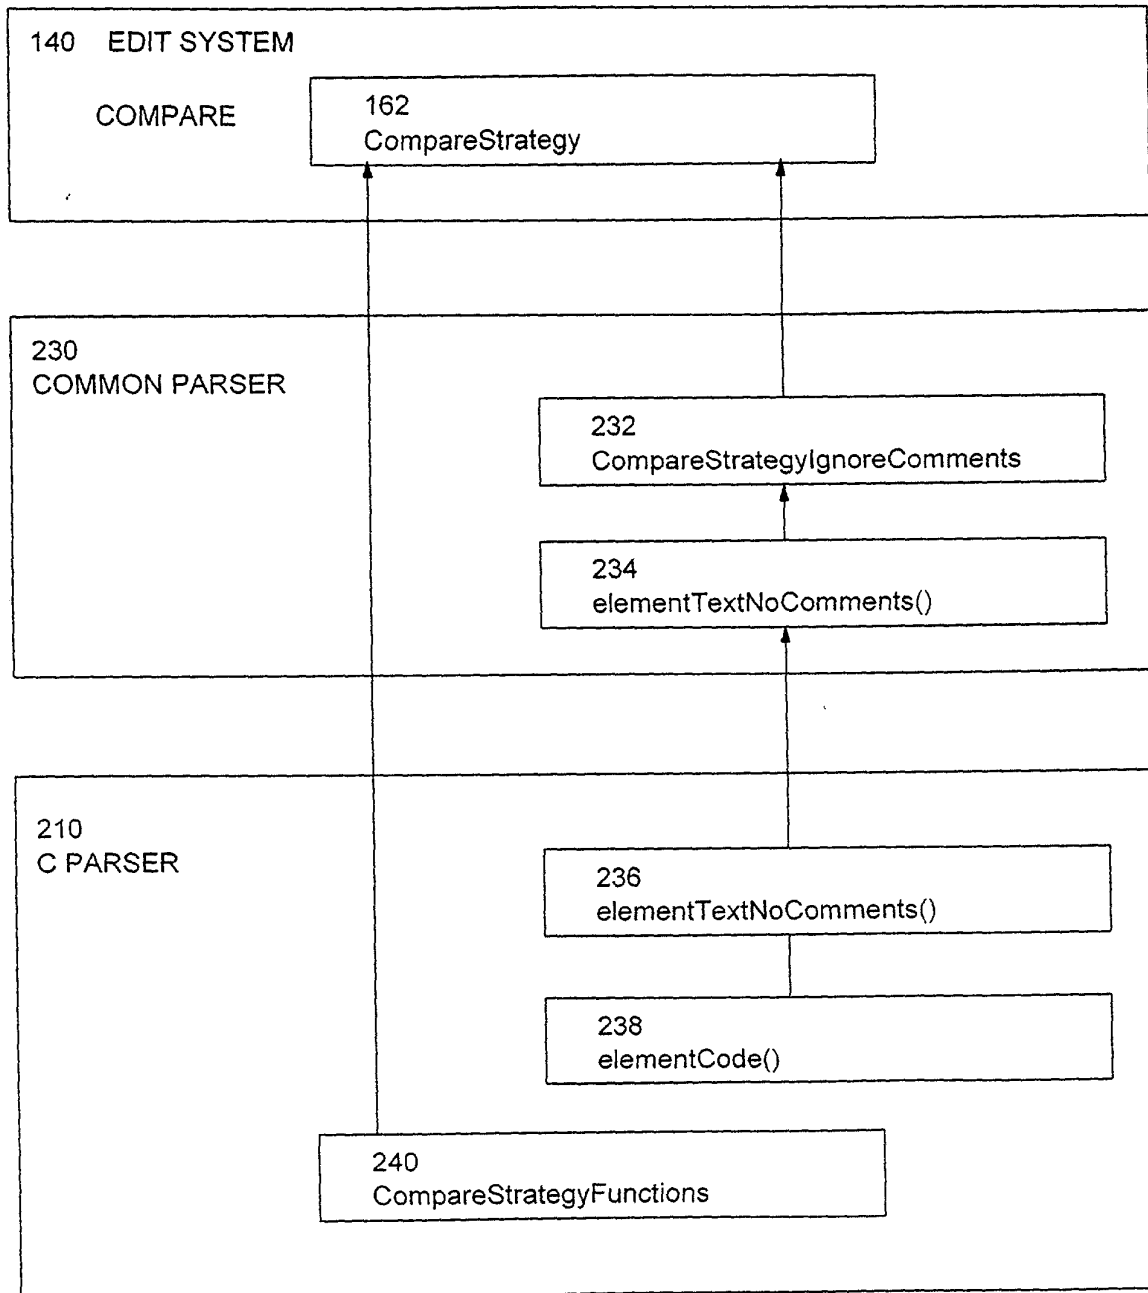 140 EDIT SYSTEM
COMPARE
162
CompareStrategy
230
COMMON PARSER
232
CompareStrategyIgnoreComments
234
elementTextNoComments()
210
C PARSER
236
elementTextNoComments()
238
elementCode()
240
CompareStrategyFunctions